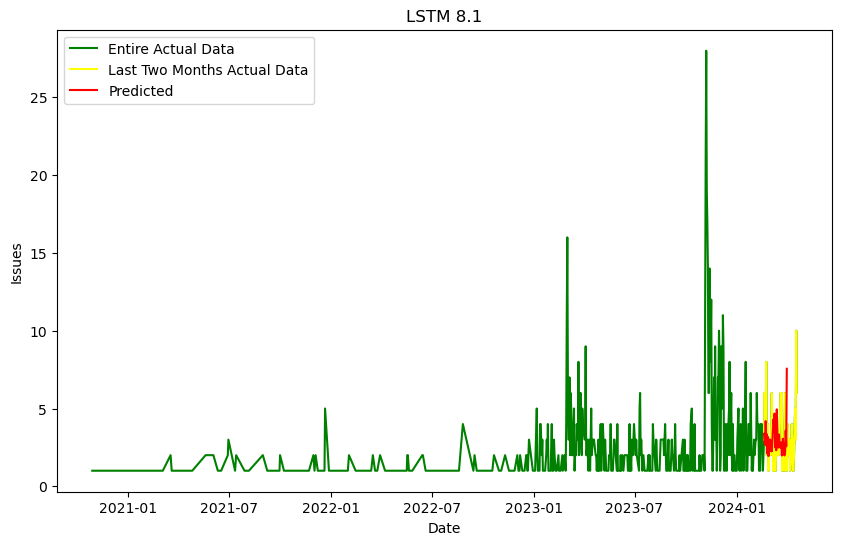 LSTM 8.1
Entire Actual Data
Last Two Months Actual Data
Predicted
Issues
25
20
15
10
5
0
2021-01
2021-07
2022-01
2022-07
2023-01
2023-07
2024-01
Date